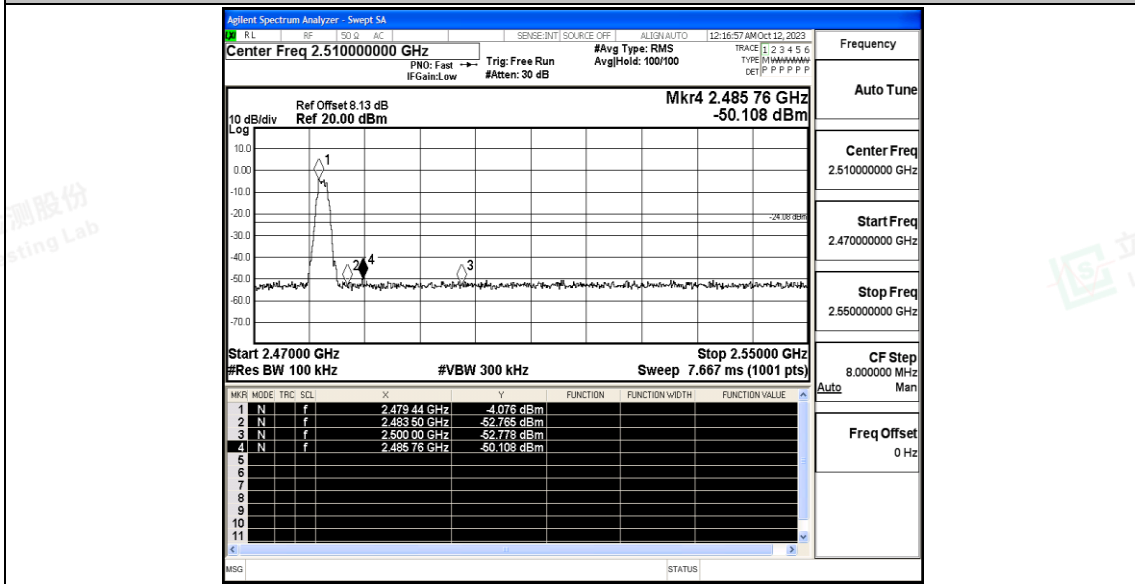 Agilent Spectrum Analyzer - Swept SA
RL RF 50 Ω AC SENSE:INT SOURCE OFF ALIGNAUTO 12:16:57 AM Oct 12, 2023
Center Freq 2.510000000 GHz
PNO: Fast
IFGain:Low
Trig: Free Run
#Atten: 30 dB
#Avg Type: RMS
Avg|Hold: 100/100
TRACE 1 2 3 4 5 6
TYPE M WWWWW
DET P P P P P P
Ref Offset 8.13 dB
10 dB/div Ref 20.00 dBm
Log
Mkr4 2.485 76 GHz
-50.108 dBm
10.0
0.00
-10.0
-20.0
-30.0
-40.0
-50.0
-60.0
-70.0
1
2
4
3
-24.08 dBm
Start 2.47000 GHz Stop 2.55000 GHz
#Res BW 100 kHz #VBW 300 kHz Sweep 7.667 ms (1001 pts)
MKR MODE TRC SCL X Y FUNCTION FUNCTION WIDTH FUNCTION VALUE
1 N f 2.479 44 GHz -4.076 dBm
2 N f 2.483 50 GHz -52.765 dBm
3 N f 2.500 00 GHz -52.778 dBm
4 N f 2.485 76 GHz -50.108 dBm
5
6
7
8
9
10
11
MSG STATUS
Frequency
Auto Tune
Center Freq
2.510000000 GHz
Start Freq
2.470000000 GHz
Stop Freq
2.550000000 GHz
CF Step
8.000000 MHz
Auto Man
Freq Offset
0 Hz
测股份
sting Lab
立